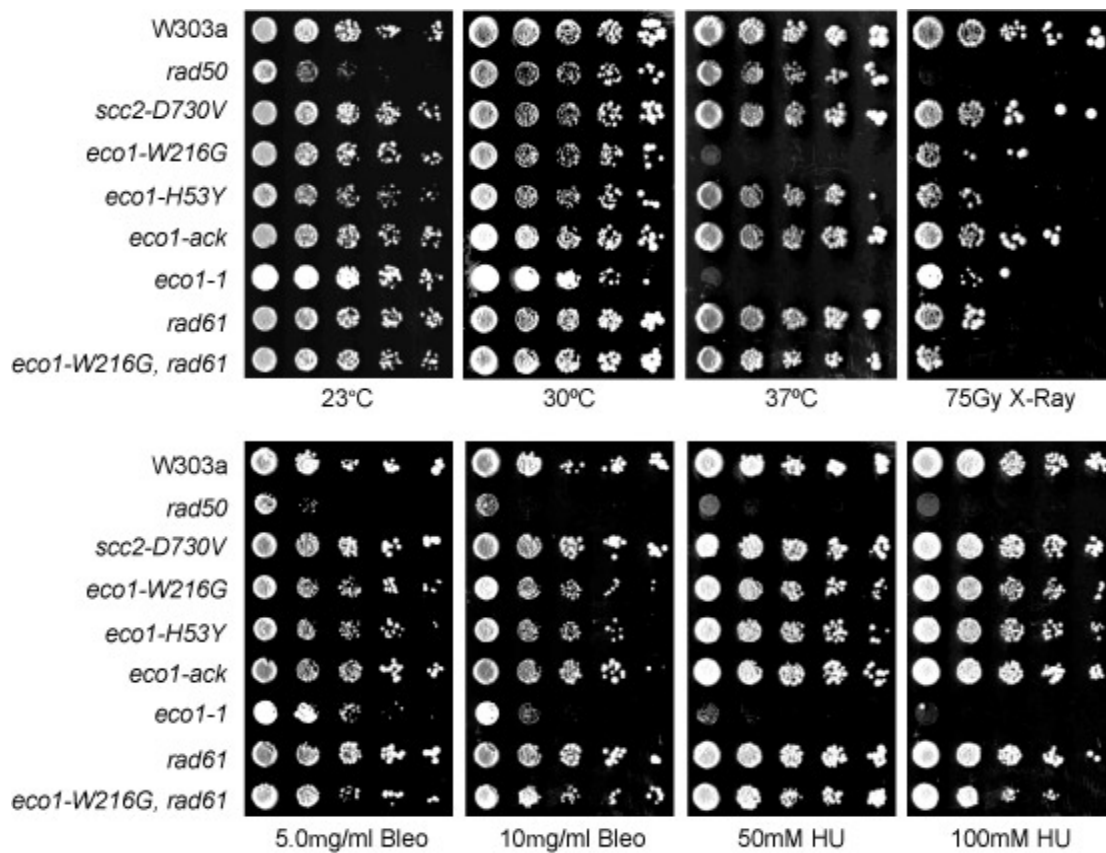 W303a
rad50
scc2-D730V
eco1-W216G
eco1-H53Y
eco1-ack
eco1-1
rad61
eco1-W216G, rad61
23°C 30ºC 37ºC 75Gy X-Ray
W303a
rad50
scc2-D730V
eco1-W216G
eco1-H53Y
eco1-ack
eco1-1
rad61
eco1-W216G, rad61
5.0mg/ml Bleo 10mg/ml Bleo 50mM HU 100mM HU